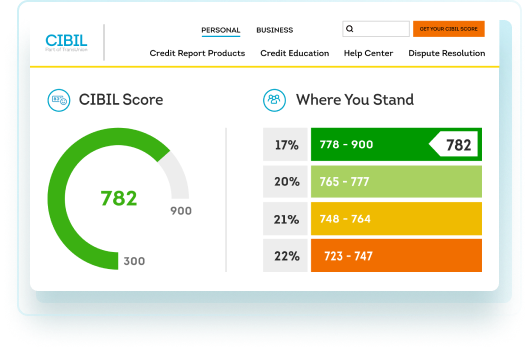 PERSONAL BUSINESS
GET YOUR CIBIL SCORE
CIBIL
Part of TransUnion
Credit Report Products Credit Education Help Center Dispute Resolution
CIBIL Score
Where You Stand
782
900
300
17% 778 - 900 782
20% 765 - 777
21% 748 - 764
22% 723 - 747